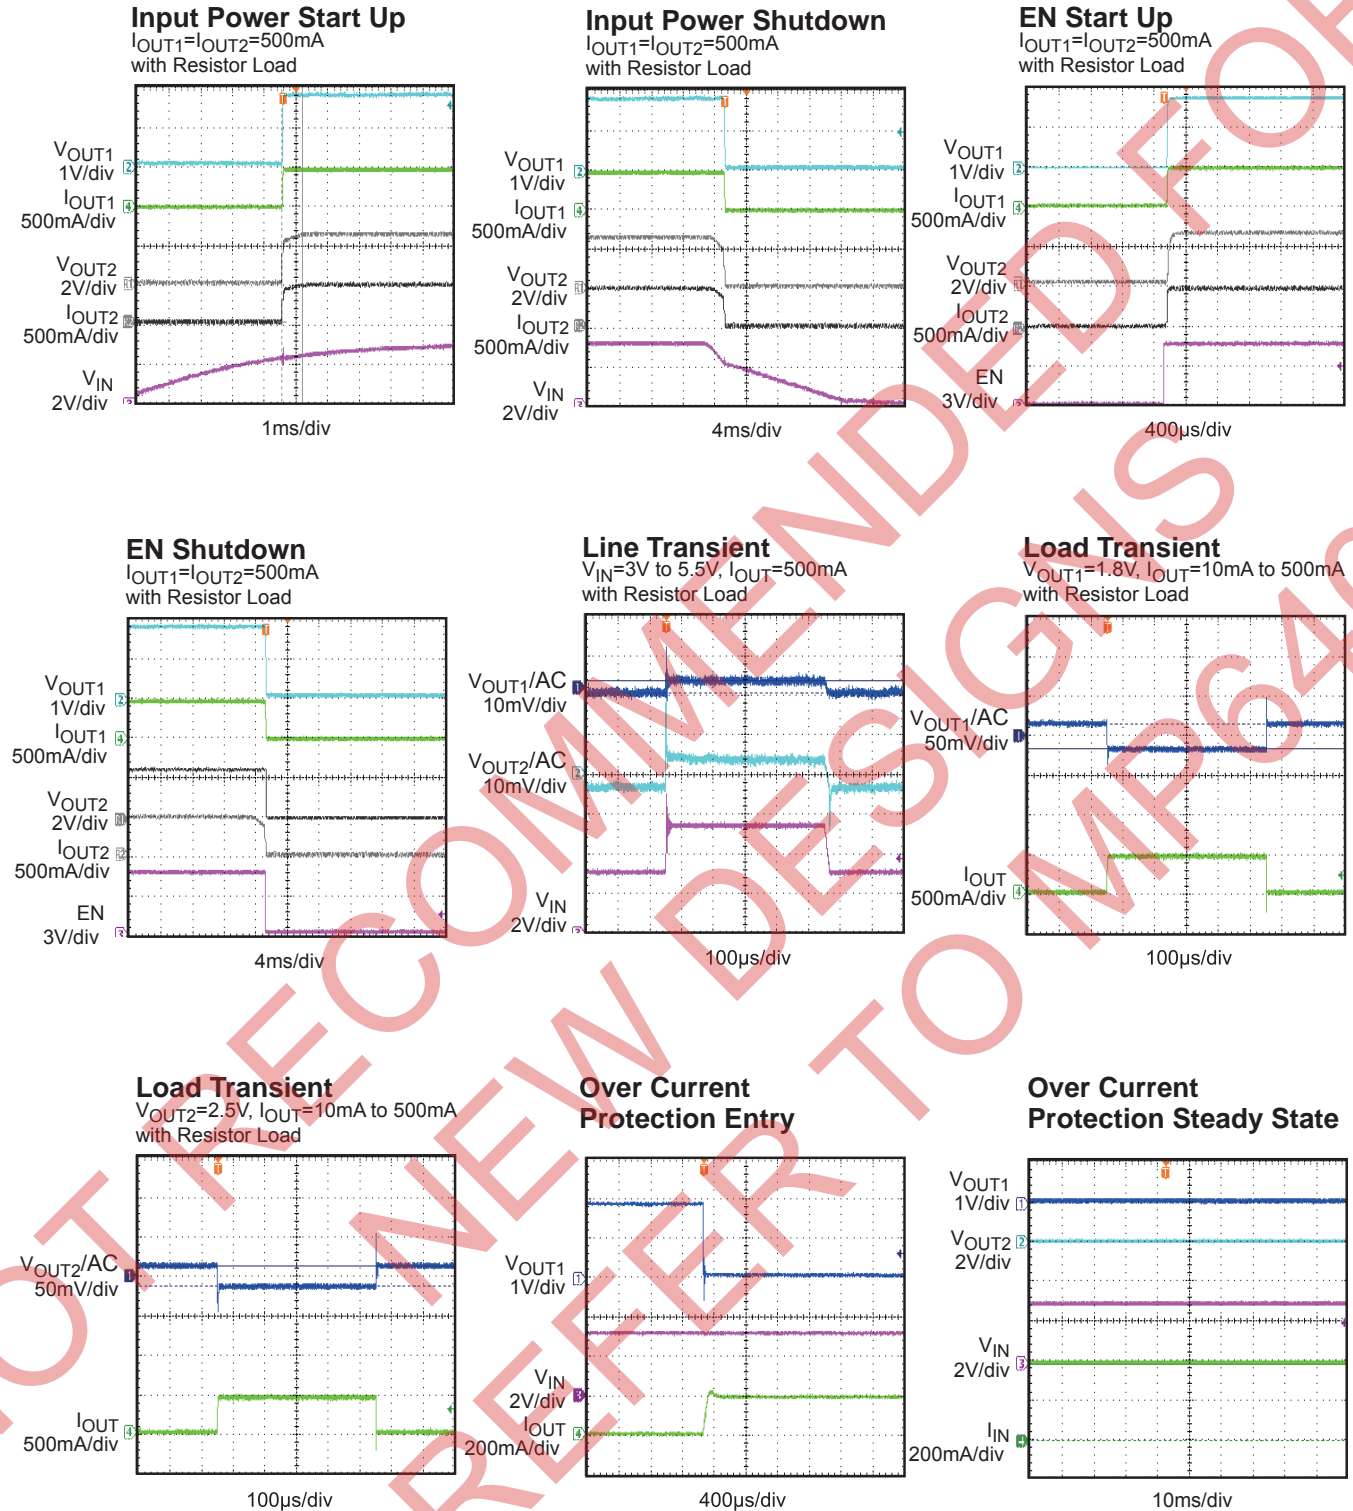 Input Power Start Up
IOUT1=IOUT2=500mA
with Resistor Load
VOUT1
1V/div
IOUT1
500mA/div
VOUT2
2V/div
IOUT2
500mA/div
VIN
2V/div
1ms/div
Input Power Shutdown
IOUT1=IOUT2=500mA
with Resistor Load
VOUT1
1V/div
IOUT1
500mA/div
VOUT2
2V/div
IOUT2
500mA/div
VIN
2V/div
4ms/div
EN Start Up
IOUT1=IOUT2=500mA
with Resistor Load
VOUT1
1V/div
IOUT1
500mA/div
VOUT2
2V/div
IOUT2
500mA/div
EN
3V/div
400µs/div
EN Shutdown
IOUT1=IOUT2=500mA
with Resistor Load
VOUT1
1V/div
IOUT1
500mA/div
VOUT2
2V/div
IOUT2
500mA/div
EN
3V/div
4ms/div
Line Transient
VIN=3V to 5.5V, IOUT=500mA
with Resistor Load
VOUT1/AC
10mV/div
VOUT2/AC
10mV/div
VIN
2V/div
100µs/div
Load Transient
VOUT1=1.8V, IOUT=10mA to 500mA
with Resistor Load
VOUT1/AC
50mV/div
IOUT
500mA/div
100µs/div
Load Transient
VOUT2=2.5V, IOUT=10mA to 500mA
with Resistor Load
VOUT2/AC
50mV/div
IOUT
500mA/div
100µs/div
Over Current
Protection Entry
VOUT1
1V/div
VIN
2V/div
IOUT
200mA/div
400µs/div
Over Current
Protection Steady State
VOUT1
1V/div
VOUT2
2V/div
VIN
2V/div
IIN
200mA/div
10ms/div
NOT RECOMMENDED FOR
NEW DESIGNS
REFER TO MP640